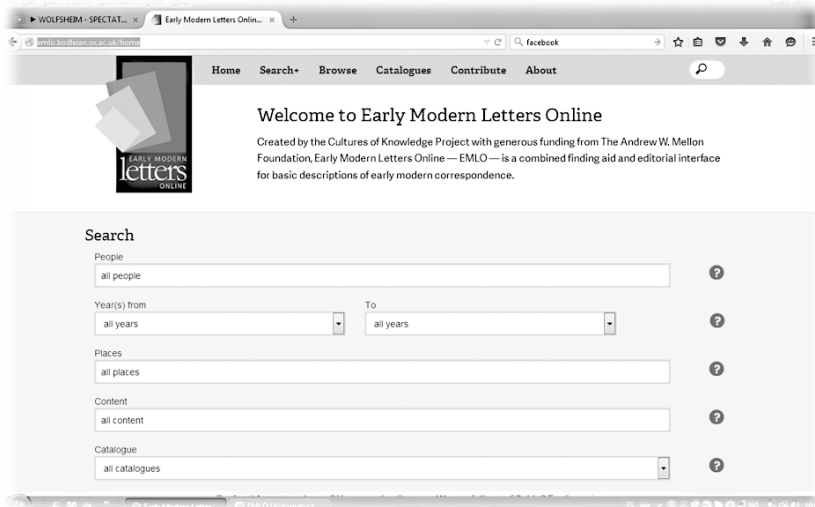 WOLFSHEIM - SPECTAT... × Early Modern Letters Onlin... × +
emlo.bodleian.ox.ac.uk/home facebook
Home Search+ Browse Catalogues Contribute About
EARLY MODERN
letters
ONLINE
Welcome to Early Modern Letters Online
Created by the Cultures of Knowledge Project with generous funding from The Andrew W. Mellon
Foundation, Early Modern Letters Online — EMLO — is a combined finding aid and editorial interface
for basic descriptions of early modern correspondence.
Search
People
all people
?
Year(s) from To
all years all years
?
Places
all places
?
Content
all content
?
Catalogue
all catalogues
?